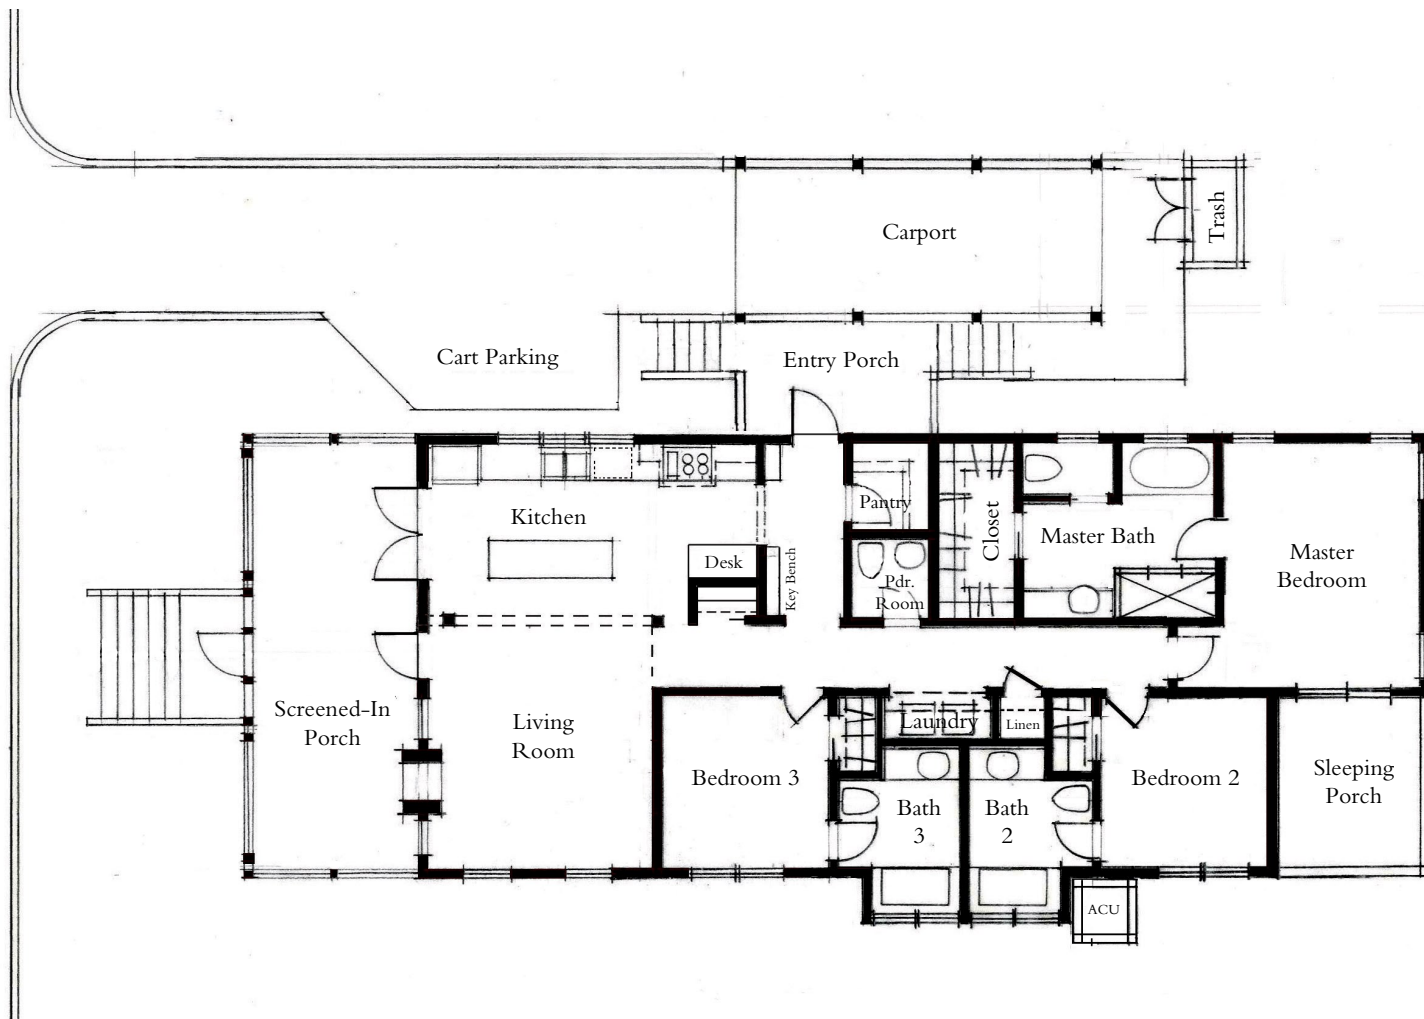 Trash
Carport
Cart Parking
Entry Porch
Kitchen
Pantry
Closet
Master Bath
Master
Bedroom
Desk
Key Bench
Pdr.
Room
Screened-In
Porch
Living
Room
Laundry
Linen
Bedroom 3
Bedroom 2
Sleeping
Porch
Bath
3
Bath
2
ACU